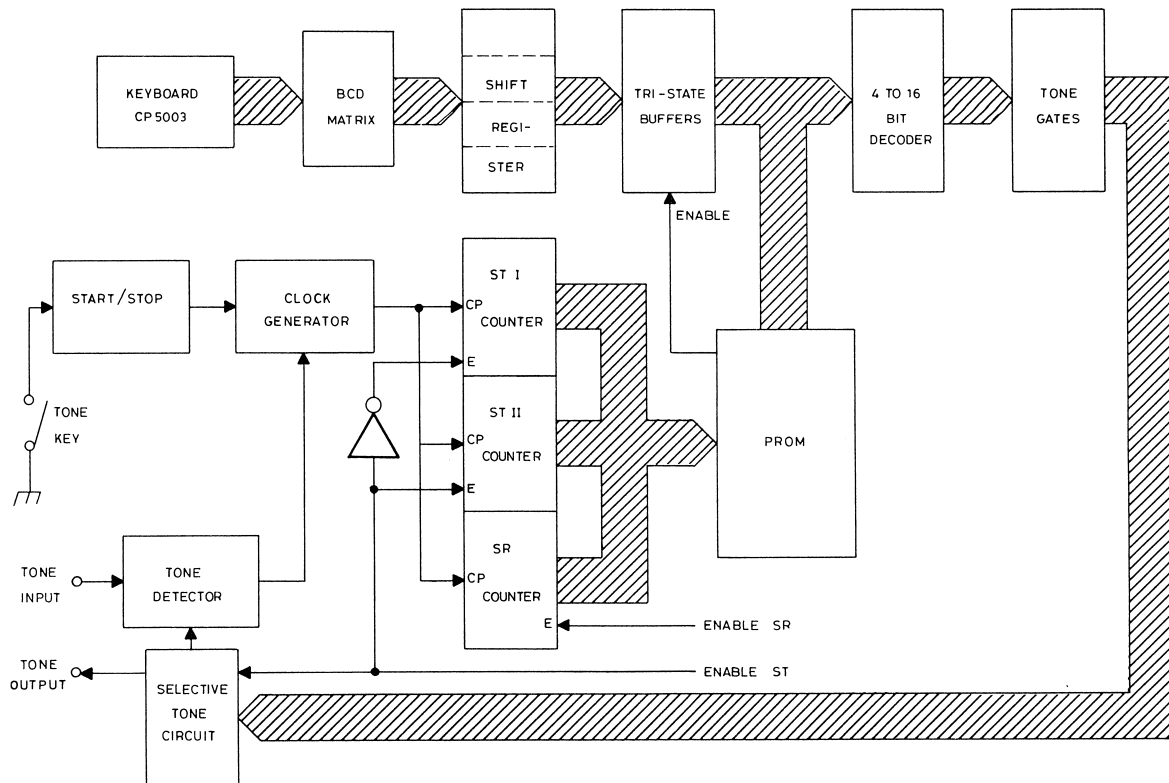 KEYBOARD
CP5003
BCD
MATRIX
SHIFT
REGI-
STER
TRI-STATE
BUFFERS
4 TO 16
BIT
DECODER
TONE
GATES
ENABLE
START/STOP
CLOCK
GENERATOR
ST I
CP
COUNTER
E
ST II
CP
COUNTER
E
SR
CP
COUNTER
E
PROM
TONE
KEY
TONE
INPUT
TONE
DETECTOR
ENABLE SR
ENABLE ST
TONE
OUTPUT
SELECTIVE
TONE
CIRCUIT